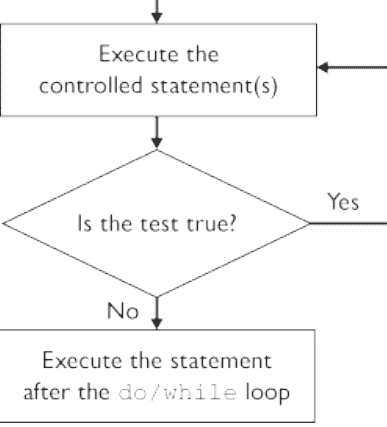 Execute the
controlled statement(s)
Is the test true?
Yes
No
Execute the statement
after the do/while loop